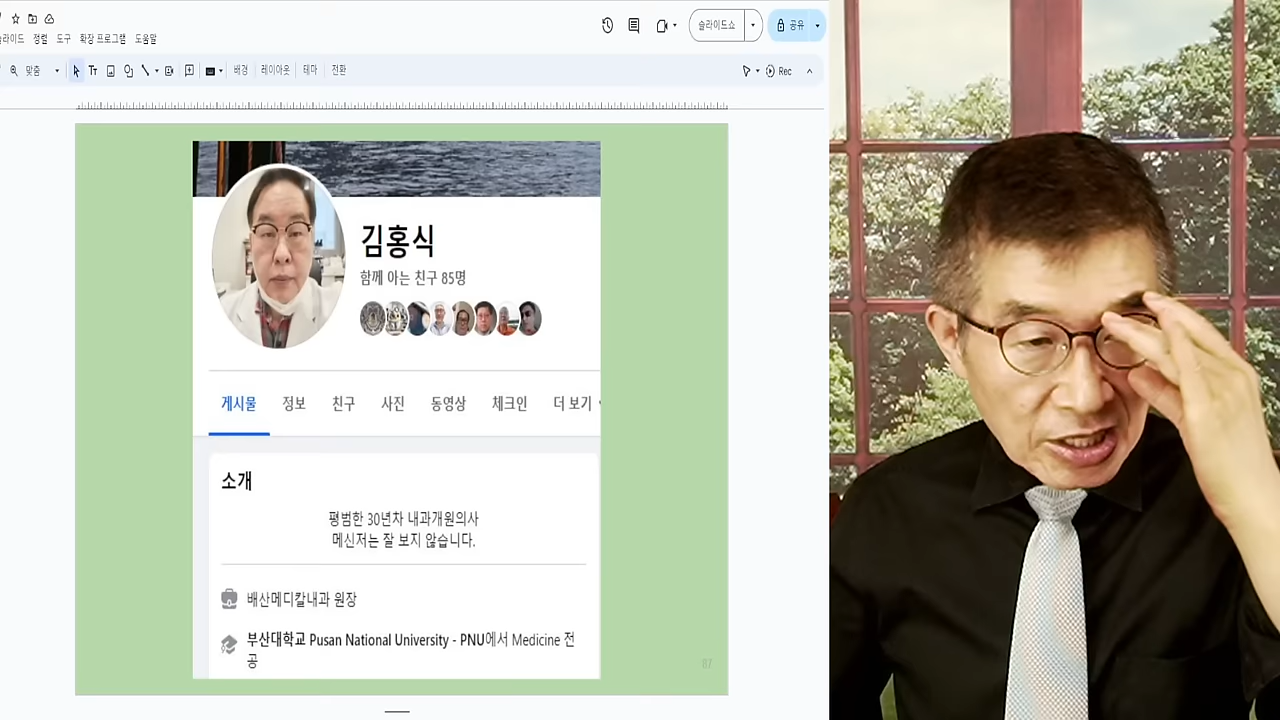 라이드 정렬 도구 확장 프로그램 도움말
슬라이드쇼
공유
맞춤
Tт
배경 레이아웃 테마 전환
Rec
김홍식
함께 아는 친구 85명
게시물 정보 친구 사진 동영상 체크인 더 보기
소개
평범한 30년차 내과개원의사
메신저는 잘 보지 않습니다.
배산메디칼내과 원장
부산대학교 Pusan National University - PNU에서 Medicine 전
공
87